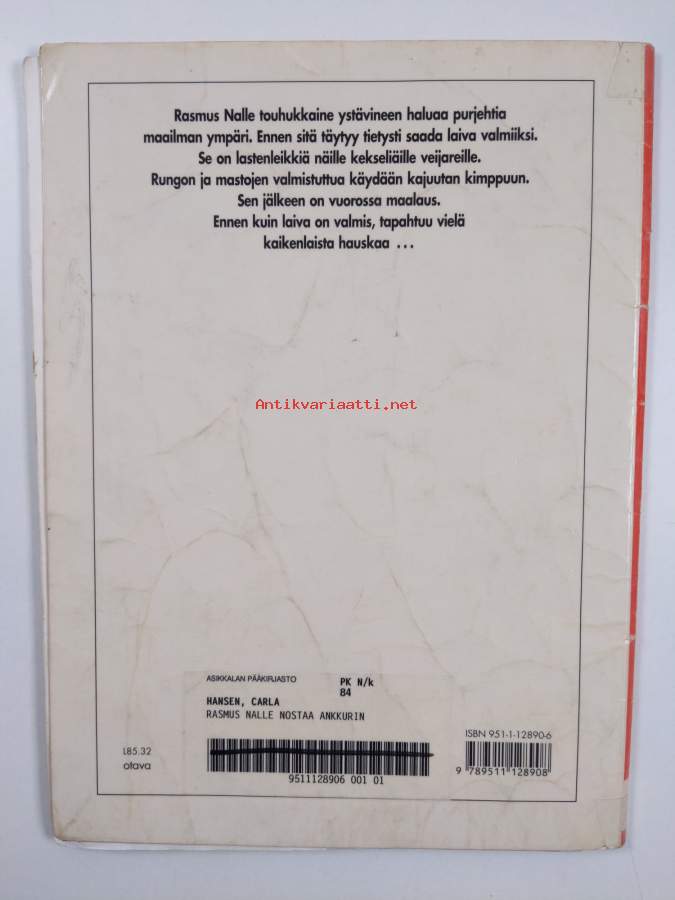 Rasmus Nalle touhukkaine ystävineen haluaa purjehtia
maailman ympäri. Ennen sitä täytyy tietysti saada laiva valmiiksi.
Se on lastenleikkiä näille kekseliäille veijareille.
Rungon ja mastojen valmistuttua käydään kajuutan kimppuun.
Sen jälkeen on vuorossa maalaus.
Ennen kuin laiva on valmis, tapahtuu vielä
kaikenlaista hauskaa ...
Antikvariaatti.net
ASIKKALAN PÄÄKIRJASTO
PK N/k
84
HANSEN, CARLA
RASMUS NALLE NOSTAA ANKKURIN
9511128906 001 01
L85.32
otava
ISBN 951-1-12890-6
9 789511 128908